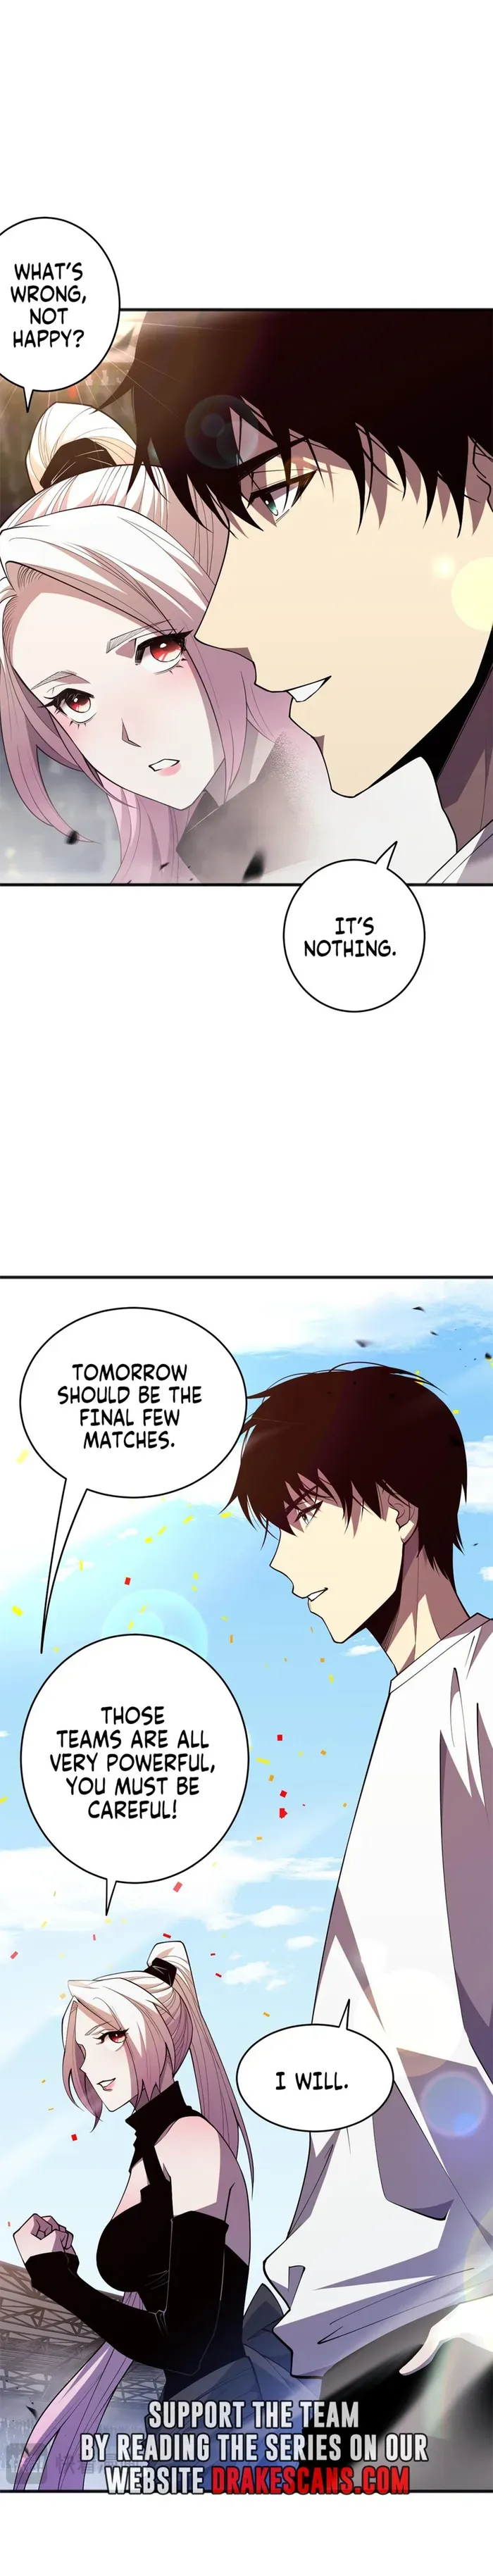 WHAT'S
WRONG,
NOT
HAPPY?
IT'S
NOTHING.
TOMORROW
SHOULD BE THE
FINAL FEW
MATCHES.
THOSE
TEAMS ARE ALL
VERY POWERFUL,
YOU MUST BE
CAREFUL!
I WILL.
SUPPORT THE TEAM
BY READING THE SERIES ON OUR
WEBSITE DRAKESCANS.COM